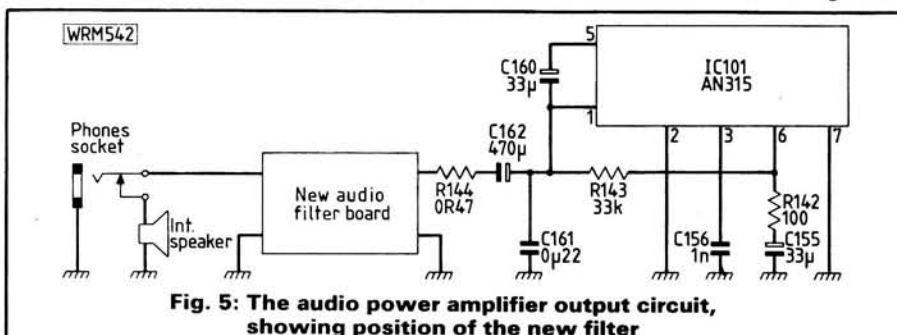 WRM542
5
IC101
AN315
C160
33µ
1
2
3
6
7
Phones
socket
C162
470µ
New audio
filter board
R144
0R47
R143
33k
R142
100
Int.
speaker
C161
0µ22
C156
1n
C155
33µ
Fig. 5: The audio power amplifier output circuit,
showing position of the new filter